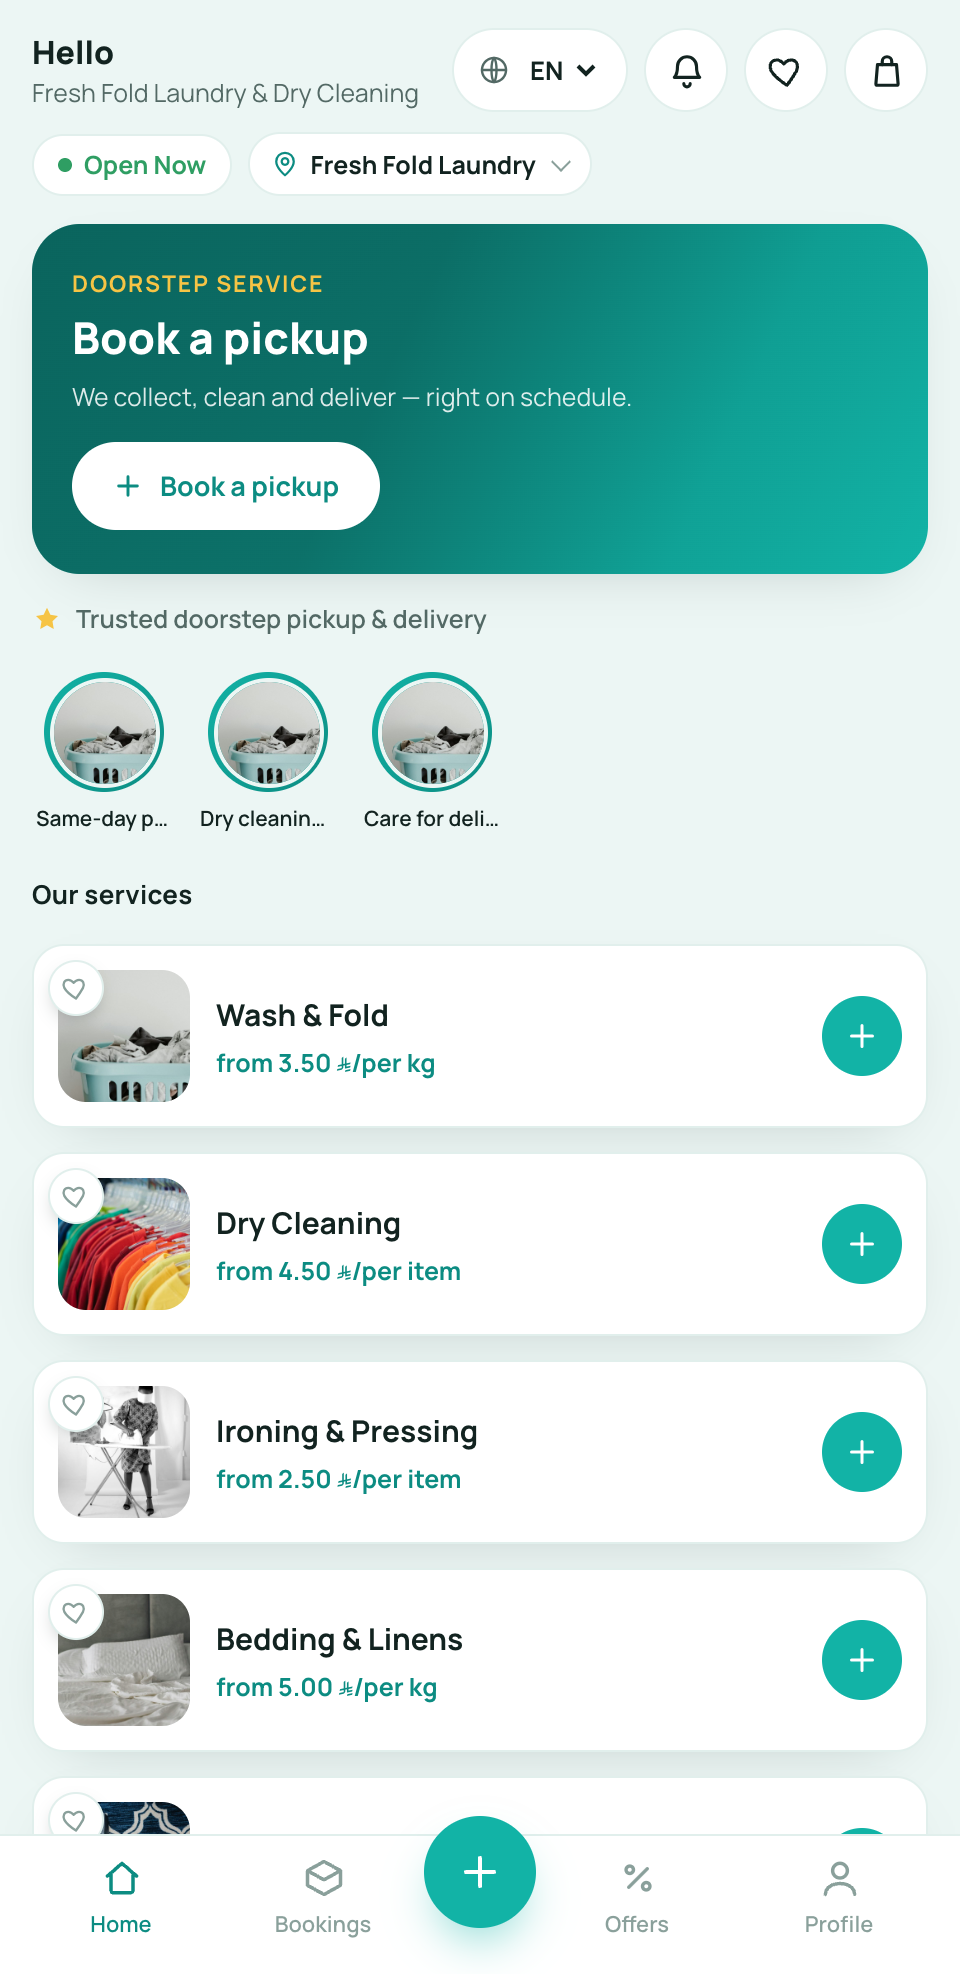 Hello
Fresh Fold Laundry & Dry Cleaning
EN
Open Now
Fresh Fold Laundry
DOORSTEP SERVICE
Book a pickup
We collect, clean and deliver — right on schedule.
Book a pickup
Trusted doorstep pickup & delivery
Same-day p...
Dry cleanin...
Care for deli...
Our services
Wash & Fold
from 3.50 ⃁/per kg
Dry Cleaning
from 4.50 ⃁/per item
Ironing & Pressing
from 2.50 ⃁/per item
Bedding & Linens
from 5.00 ⃁/per kg
Home
Bookings
Offers
Profile